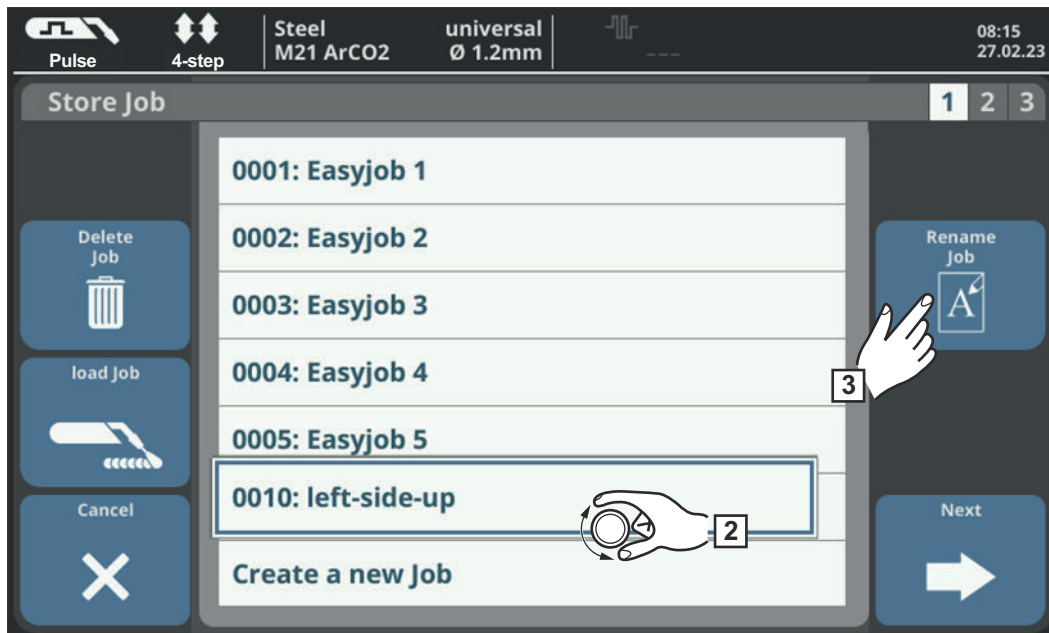 Pulse
4-step
Steel universal
M21 ArCO2 Ø 1.2mm
---
08:15
27.02.23
Store Job
1 2 3
Delete
Job
load Job
Cancel
0001: Easyjob 1
0002: Easyjob 2
0003: Easyjob 3
0004: Easyjob 4
0005: Easyjob 5
0010: left-side-up
Create a new Job
2
Rename
Job
A
3
Next